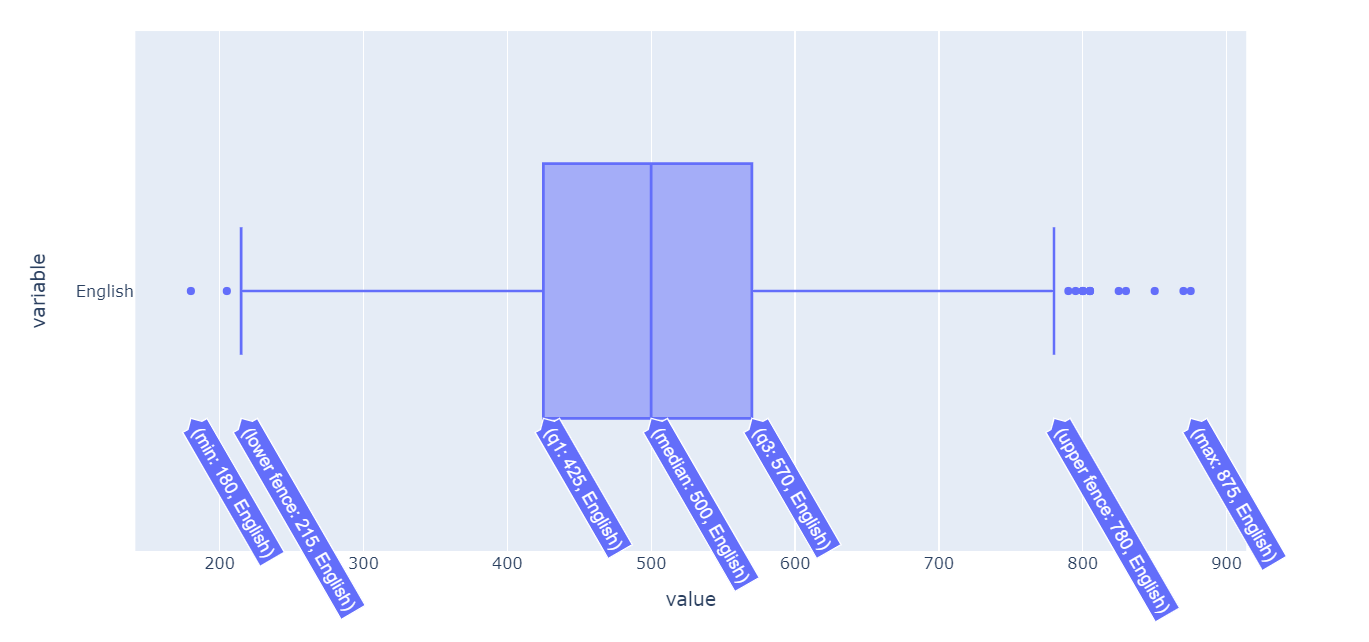 variable
English
(min: 180, English)
(lower fence: 215, English)
(q1: 425, English)
(median: 500, English)
(q3: 570, English)
(upper fence: 780, English)
(max: 875, English)
200 300 400 500 600 700 800 900
value